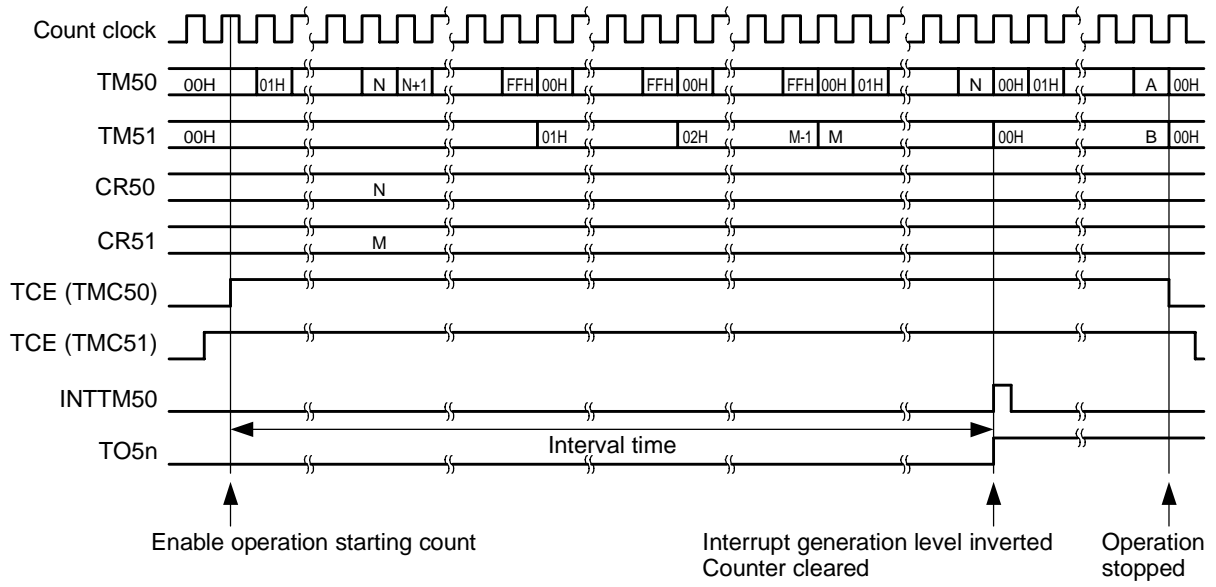 Count clock
TM50 00H 01H N N+1 FFH 00H FFH 00H FFH 00H 01H N 00H 01H A 00H
TM51 00H 01H 02H M-1 M 00H B 00H
CR50 N
CR51 M
TCE (TMC50)
TCE (TMC51)
INTTM50
Interval time
TO5n
Enable operation starting count
Interrupt generation level inverted
Counter cleared
Operation
stopped